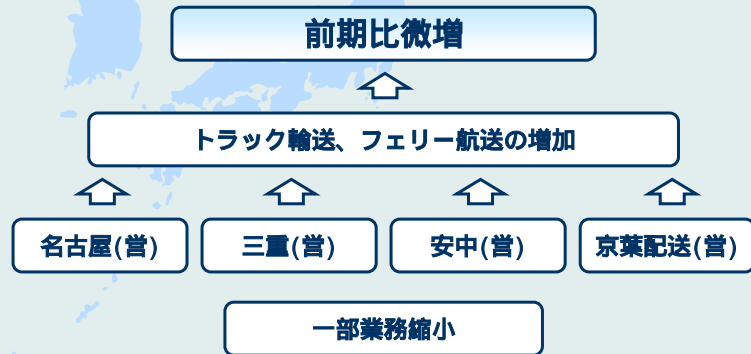 前期比微増
トラック輸送、フェリー航送の増加
名古屋(営)
三重(営)
安中(営)
京葉配送(営)
一部業務縮小